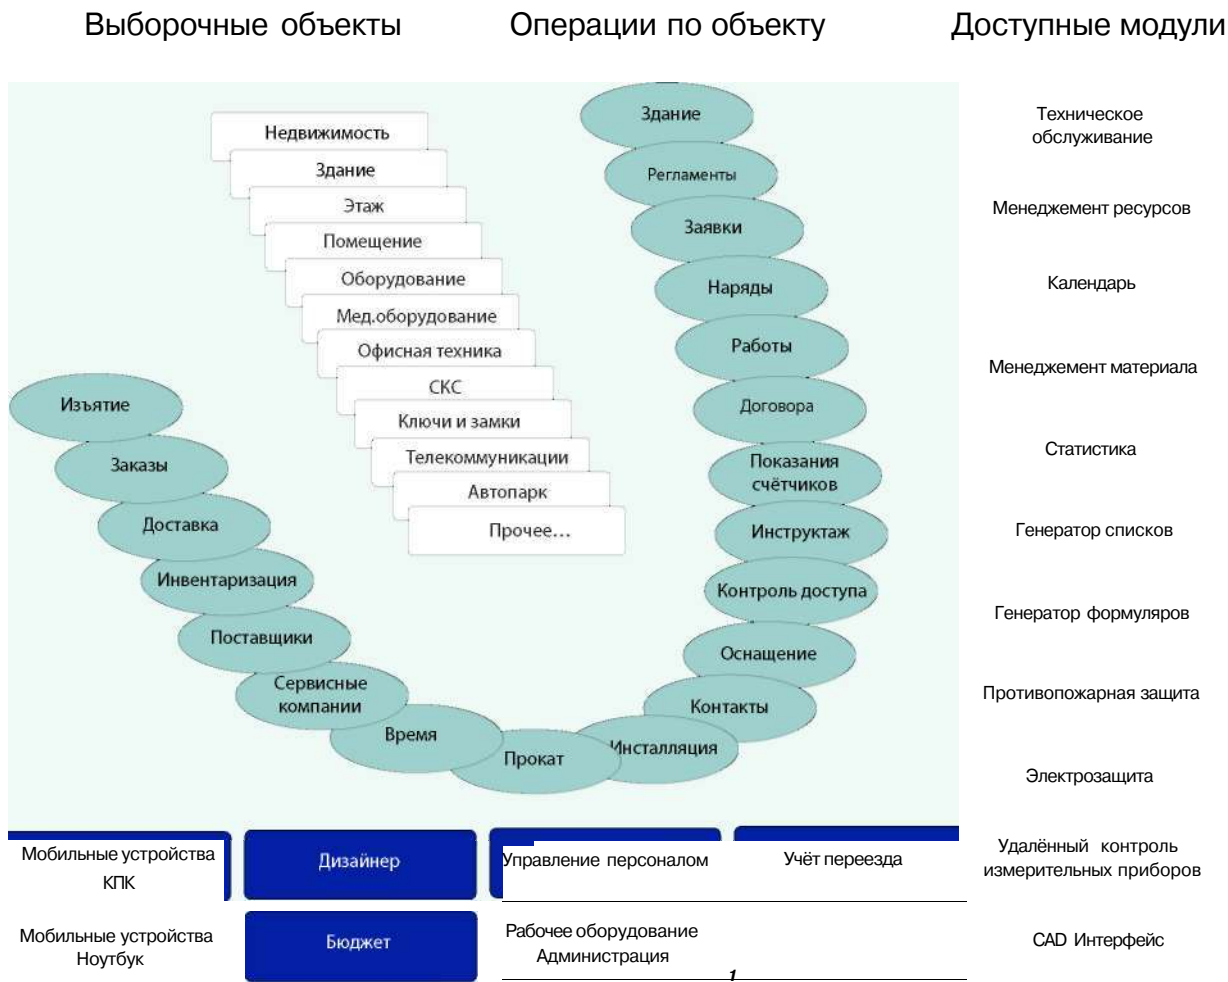 Выборочные объекты
Операции по объекту
Доступные модули
Недвижимость
Здание
Этаж
Помещение
Оборудование
Мед.оборудование
Офисная техника
СКС
Ключи и замки
Телекоммуникации
Автопарк
Прочее...
Здание
Регламенты
Заявки
Наряды
Работы
Договора
Показания
счётчиков
Инструктаж
Контроль доступа
Оснащение
Контакты
Инсталляция
Прокат
Время
Сервисные
компании
Поставщики
Инвентаризация
Доставка
Заказы
Изъятие
Техническое
обслуживание
Менеджмент ресурсов
Календарь
Менеджмент материала
Статистика
Генератор списков
Генератор формуляров
Противопожарная защита
Электрозащита
Удалённый контроль
измерительных приборов
CAD Интерфейс
Мобильные устройства
КПК
Дизайнер
Управление персоналом
Учёт переезда
Мобильные устройства
Ноутбук
Бюджет
Рабочее оборудование
Администрация
1